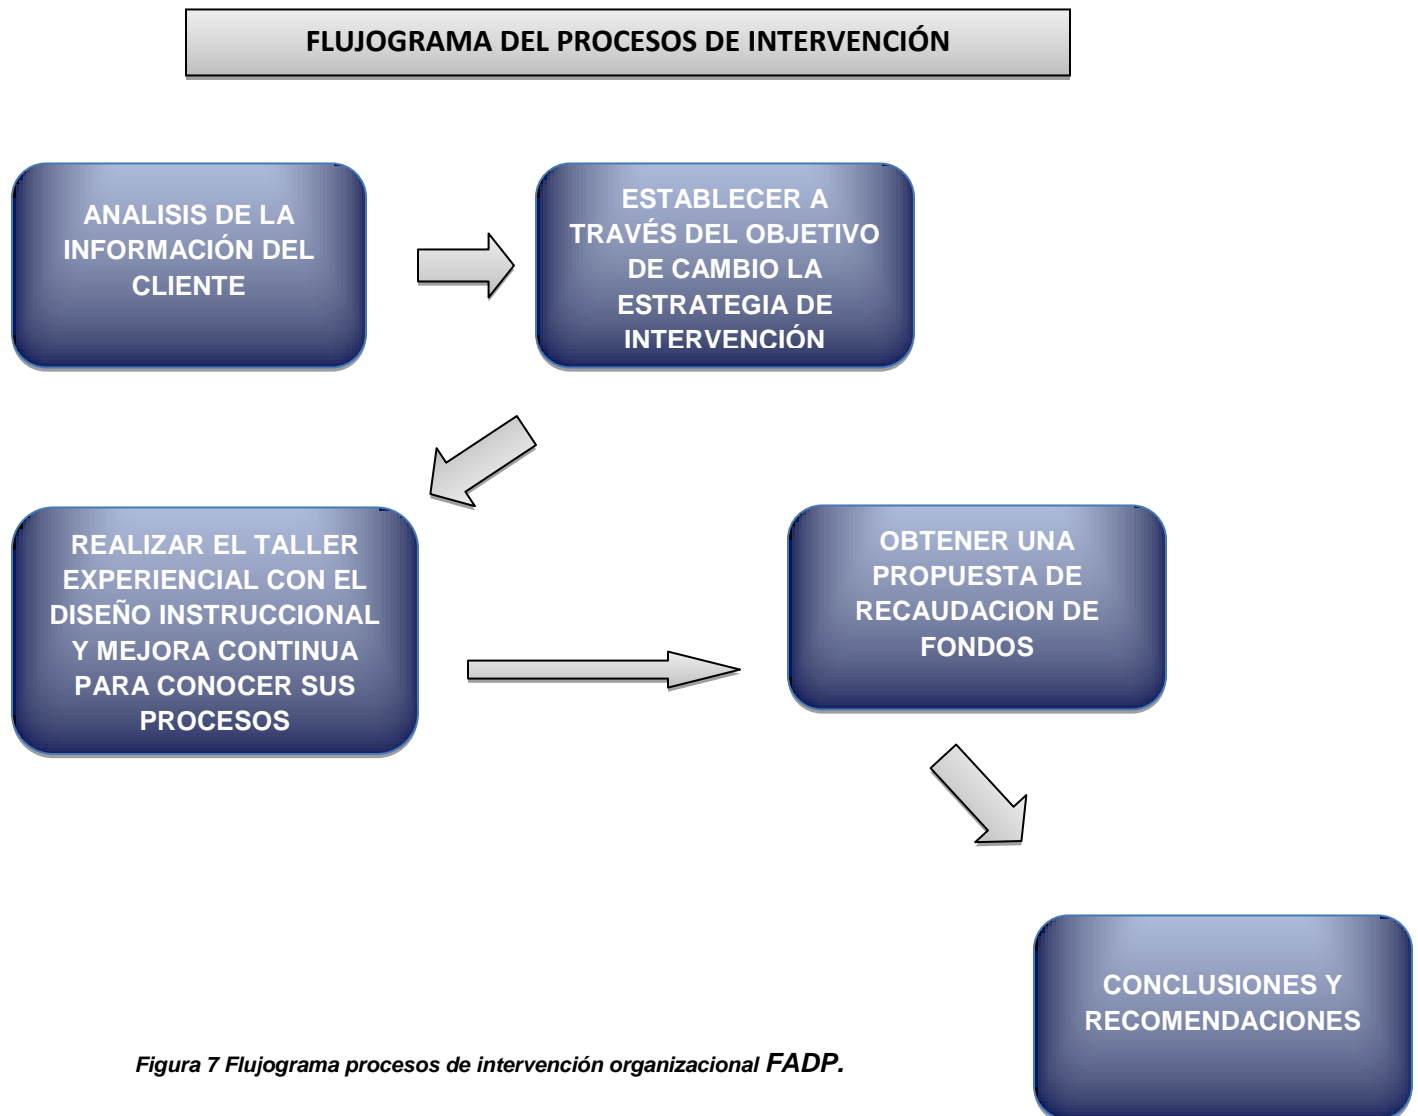 FLUJOGRAMA DEL PROCESOS DE INTERVENCIÓN
ANALISIS DE LA
INFORMACIÓN DEL
CLIENTE
ESTABLECER A
TRAVÉS DEL OBJETIVO
DE CAMBIO LA
ESTRATEGIA DE
INTERVENCIÓN
REALIZAR EL TALLER
EXPERIENCIAL CON EL
DISEÑO INSTRUCCIONAL
Y MEJORA CONTINUA
PARA CONOCER SUS
PROCESOS
OBTENER UNA
PROPUESTA DE
RECAUDACION DE
FONDOS
CONCLUSIONES Y
RECOMENDACIONES
Figura 7 Flujograma procesos de intervención organizacional FADP.